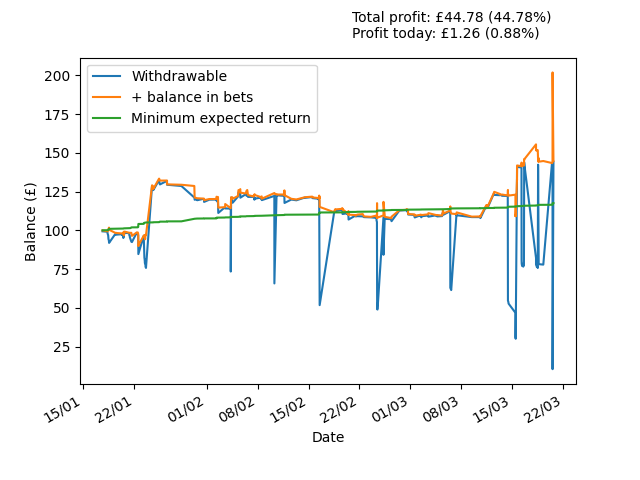 Total profit: £44.78 (44.78%)
Profit today: £1.26 (0.88%)
Withdrawable
+ balance in bets
Minimum expected return
200
175
150
125
100
75
50
25
Balance (£)
15/01
22/01
01/02
08/02
15/02
22/02
01/03
08/03
15/03
22/03
Date